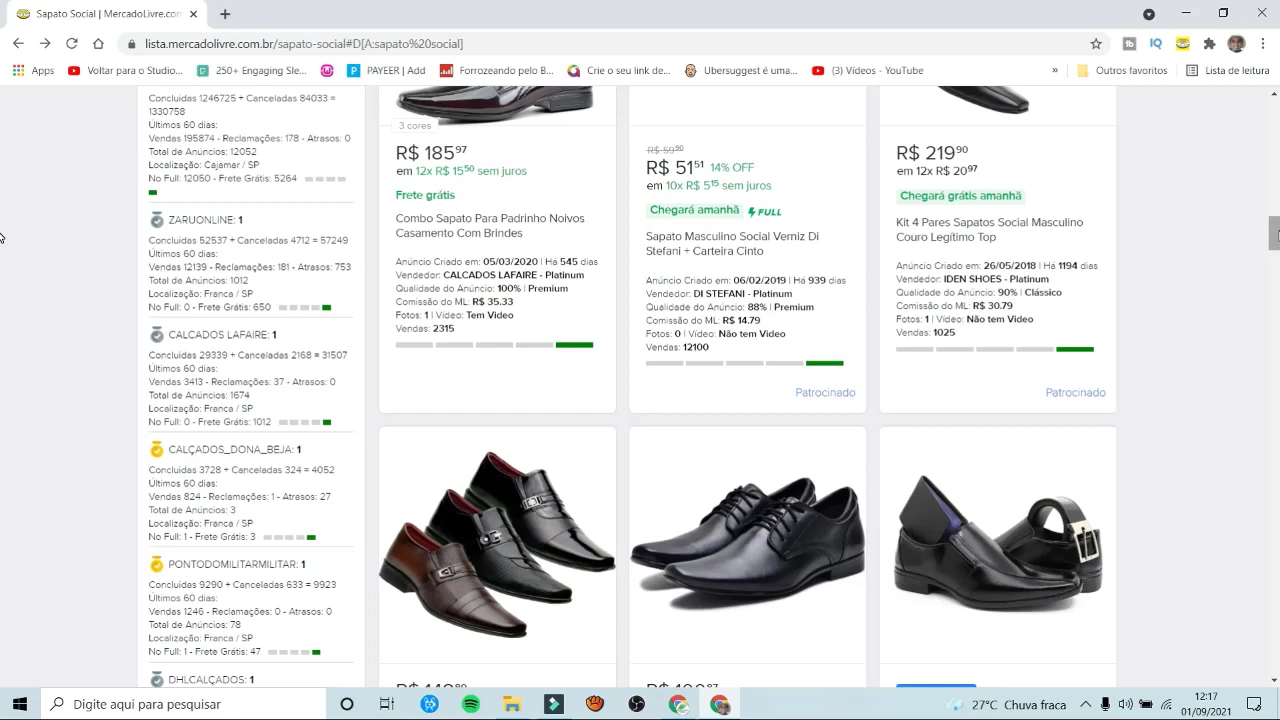 Sapato Social | MercadoLivre.com
lista.mercadolivre.com.br/sapato-social#D[A:sapato%20social]
IQ
Apps
Voltar para o Studio...
250+ Engaging Sle...
PAYEER | Add
Forrozeando pelo B...
Crie o seu link de...
Ubersuggest é uma...
(3) Vídeos - YouTube
»
Outros favoritos
Lista de leitura
Concluidas 1246725 + Canceladas 84033 =
1330758
Últimos 60 dias:
Vendas 195874 - Reclamações: 178 - Atrasos: 0
Total de Anúncios: 12052
Localização: Cajamar / SP
No Full: 12050 - Frete Grátis: 5264
ZARUONLINE: 1
Concluidas 52537 + Canceladas 4712 = 57249
Últimos 60 dias:
Vendas 12139 - Reclamações: 181 - Atrasos: 753
Total de Anúncios: 1012
Localização: Franca / SP
No Full: 0 - Frete Grátis: 650
CALCADOS LAFAIRE: 1
Concluidas 29339 + Canceladas 2168 = 31507
Últimos 60 dias:
Vendas 3413 - Reclamações: 37 - Atrasos: 0
Total de Anúncios: 1674
Localização: Franca / SP
No Full: 0 - Frete Grátis: 1012
CALÇADOS_DONA_BEJA: 1
Concluidas 3728 + Canceladas 324 = 4052
Últimos 60 dias:
Vendas 824 - Reclamações: 1 - Atrasos: 27
Total de Anúncios: 3
Localização: Franca / SP
No Full: 1 - Frete Grátis: 3
PONTODOMILITARMILITAR: 1
Concluidas 9290 + Canceladas 633 = 9923
Últimos 60 dias:
Vendas 1246 - Reclamações: 0 - Atrasos: 0
Total de Anúncios: 78
Localização: Franca / SP
No Full: 1 - Frete Grátis: 47
DHLCALÇADOS: 1
3 cores
R$ 185 97
em 12x R$ 15 50 sem juros
Frete grátis
Combo Sapato Para Padrinho Noivos
Casamento Com Brindes
Anúncio Criado em: 05/03/2020 | Há 545 dias
Vendedor: CALCADOS LAFAIRE - Platinum
Qualidade do Anúncio: 100% | Premium
Comissão do ML: R$ 35.33
Fotos: 1 | Vídeo: Tem Video
Vendas: 2315
R$ 59 90
R$ 51 51 14% OFF
em 10x R$ 5 15 sem juros
Chegará amanhã FULL
Sapato Masculino Social Verniz Di
Stefani + Carteira Cinto
Anúncio Criado em: 06/02/2019 | Há 939 dias
Vendedor: DI STEFANI - Platinum
Qualidade do Anúncio: 88% | Premium
Comissão do ML: R$ 14.79
Fotos: 0 | Vídeo: Não tem Video
Vendas: 12100
Patrocinado
R$ 219 90
em 12x R$ 20 97
Chegará grátis amanhã
Kit 4 Pares Sapatos Social Masculino
Couro Legítimo Top
Anúncio Criado em: 26/05/2018 | Há 1194 dias
Vendedor: IDEN SHOES - Platinum
Qualidade do Anúncio: 90% | Clássico
Comissão do ML: R$ 30.79
Fotos: 1 | Vídeo: Não tem Video
Vendas: 1025
Patrocinado
Digite aqui para pesquisar
27°C Chuva fraca
12:17
01/09/2021